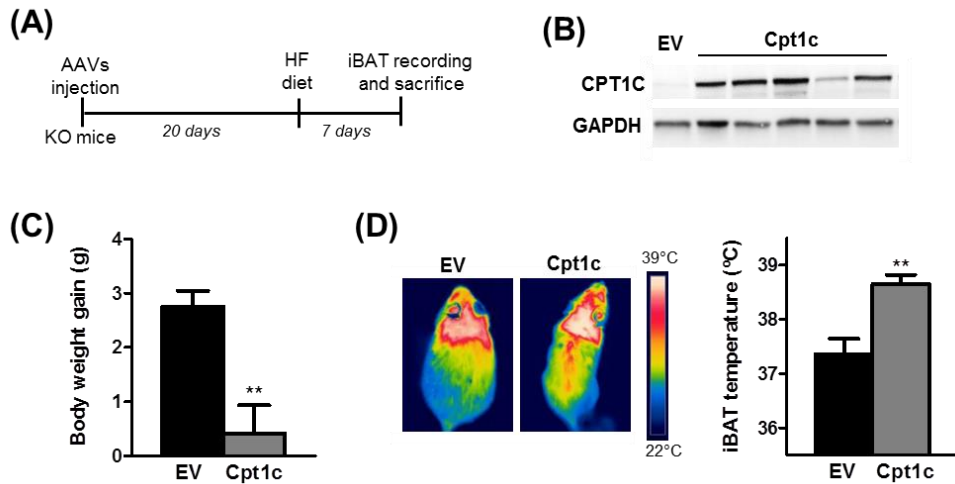 (A)
AAVs
injection
KO mice
20 days
HF
diet
7 days
iBAT recording
and sacrifice
(B)
EV
Cpt1c
CPT1C
GAPDH
(C)
Body weight gain (g)
4
3
2
1
0
**
EV
Cpt1c
(D)
EV
Cpt1c
39°C
22°C
iBAT temperature (ºC)
39
38
37
36
**
EV
Cpt1c